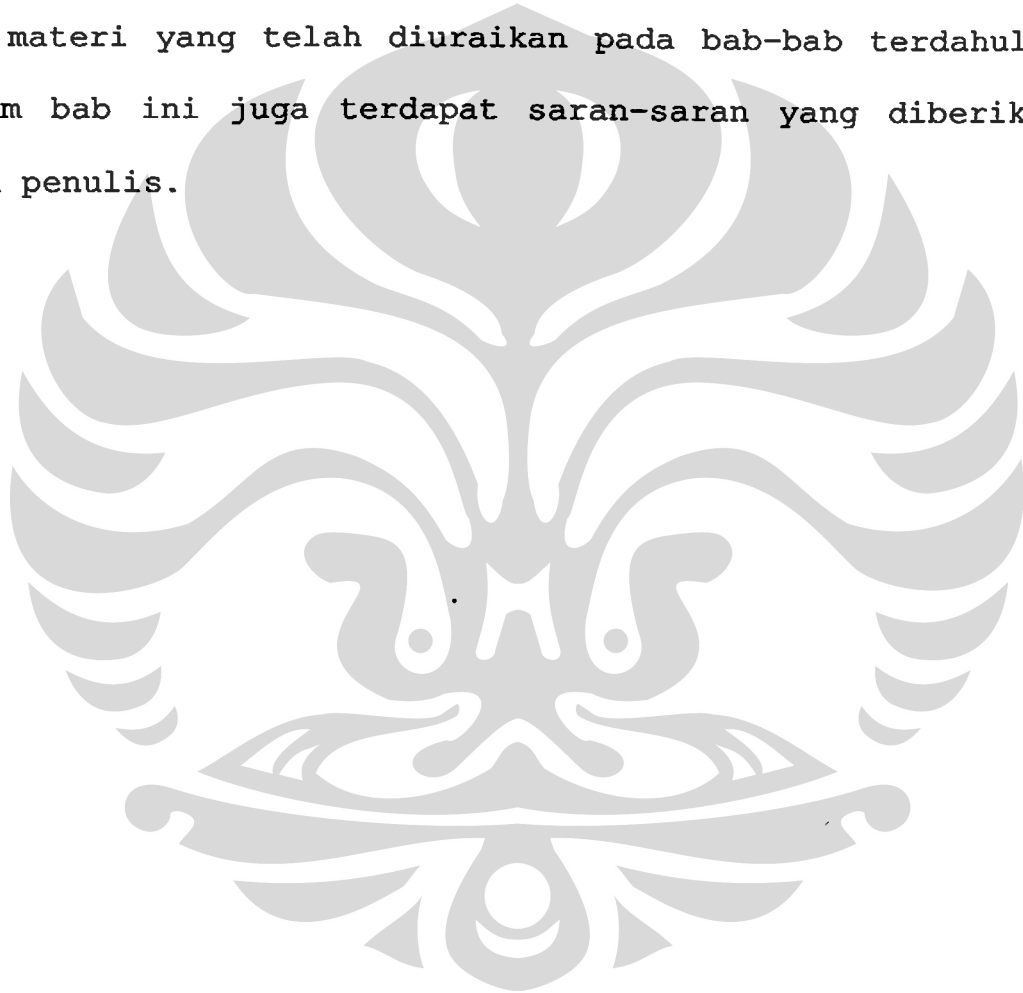 materi yang telah diuraikan pada bab-bab terdahul
m bab ini juga terdapat saran-saran yang diberik
penulis.